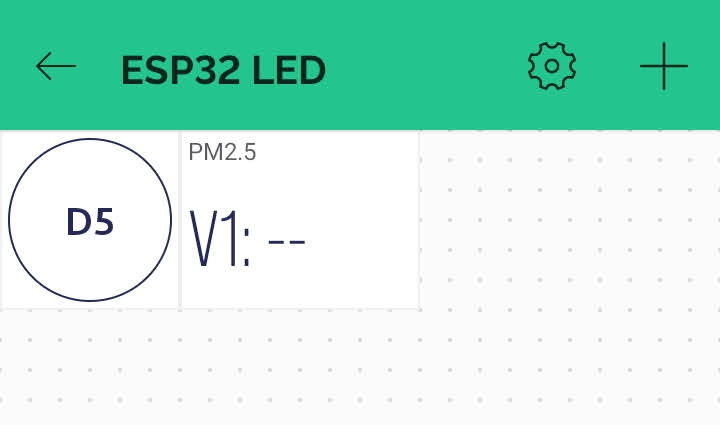 ESP32 LED
D5
PM2.5
V1: --